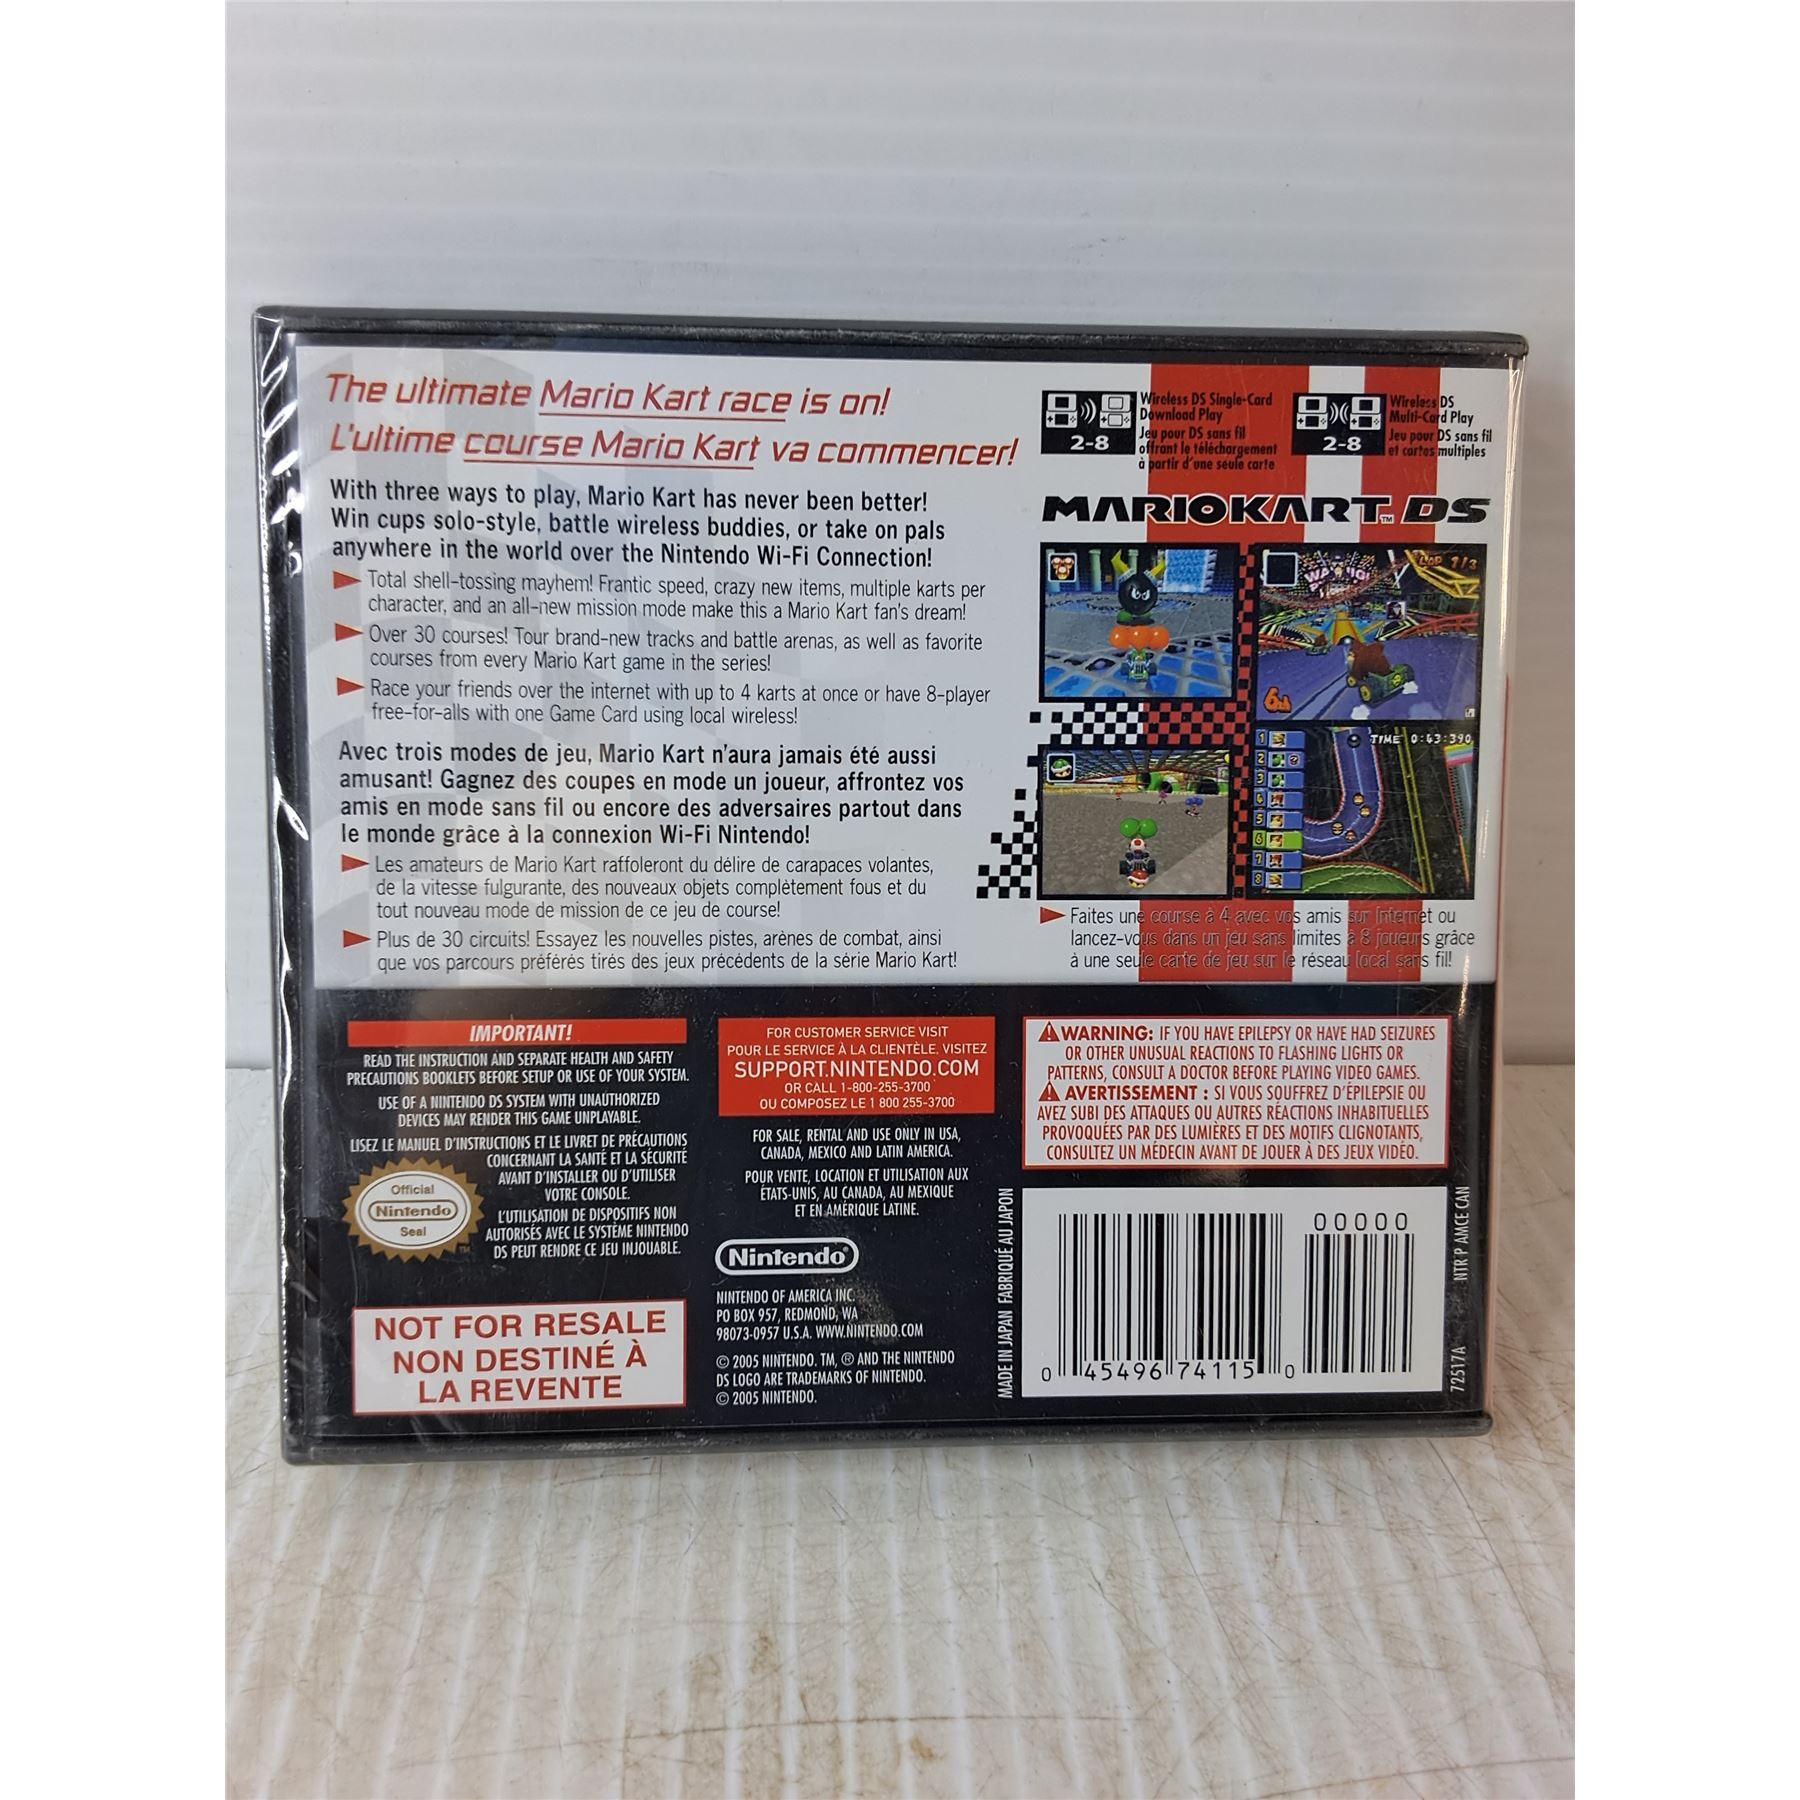 The ultimate Mario Kart race is on!
L'ultime course Mario Kart va commencer!
With three ways to play, Mario Kart has never been better!
Win cups solo-style, battle wireless buddies, or take on pals
anywhere in the world over the Nintendo Wi-Fi Connection!
Total shell-tossing mayhem! Frantic speed, crazy new items, multiple karts per
character, and an all-new mission mode make this a Mario Kart fan's dream!
Over 30 courses! Tour brand-new tracks and battle arenas, as well as favorite
courses from every Mario Kart game in the series!
Race your friends over the internet with up to 4 karts at once or have 8-player
free-for-alls with one Game Card using local wireless!
Avec trois modes de jeu, Mario Kart n'aura jamais été aussi
amusant! Gagnez des coupes en mode un joueur, affrontez vos
amis en mode sans fil ou encore des adversaires partout dans
le monde grâce à la connexion Wi-Fi Nintendo!
Les amateurs de Mario Kart raffoleront du délire de carapaces volantes,
de la vitesse fulgurante, des nouveaux objets complètement fous et du
tout nouveau mode de mission de ce jeu de course!
Plus de 30 circuits! Essayez les nouvelles pistes, arènes de combat, ainsi
que vos parcours préférés tirés des jeux précédents de la série Mario Kart!
2-8
Wireless DS Single-Card
Download Play
Jeu pour DS sans fil
offrant le téléchargement
à partir d'une seule carte
2-8
Wireless DS
Multi-Card Play
Jeu pour DS sans fil
et cartes multiples
MARIOKART™ DS
LAP 1/3
6th
TIME 0:43:390
1
2
3
4
5
6
7
8
Faites une course à 4 avec vos amis sur Internet ou
lancez-vous dans un jeu sans limites à 8 joueurs grâce
à une seule carte de jeu sur le réseau local sans fil!
IMPORTANT!
READ THE INSTRUCTION AND SEPARATE HEALTH AND SAFETY
PRECAUTIONS BOOKLETS BEFORE SETUP OR USE OF YOUR SYSTEM.
USE OF A NINTENDO DS SYSTEM WITH UNAUTHORIZED
DEVICES MAY RENDER THIS GAME UNPLAYABLE.
LISEZ LE MANUEL D'INSTRUCTIONS ET LE LIVRET DE PRÉCAUTIONS
CONCERNANT LA SANTÉ ET LA SÉCURITÉ
AVANT D'INSTALLER OU D'UTILISER
VOTRE CONSOLE.
L'UTILISATION DE DISPOSITIFS NON
AUTORISÉS AVEC LE SYSTÈME NINTENDO
DS PEUT RENDRE CE JEU INJOUABLE.
Official
Nintendo
Seal
TM
NOT FOR RESALE
NON DESTINÉ À
LA REVENTE
FOR CUSTOMER SERVICE VISIT
POUR LE SERVICE À LA CLIENTÈLE, VISITEZ
SUPPORT.NINTENDO.COM
OR CALL 1-800-255-3700
OU COMPOSEZ LE 1 800 255-3700
FOR SALE, RENTAL AND USE ONLY IN USA,
CANADA, MEXICO AND LATIN AMERICA.
POUR VENTE, LOCATION ET UTILISATION AUX
ÉTATS-UNIS, AU CANADA, AU MEXIQUE
ET EN AMÉRIQUE LATINE.
Nintendo®
NINTENDO OF AMERICA INC.
PO BOX 957, REDMOND, WA
98073-0957 U.S.A. WWW.NINTENDO.COM
© 2005 NINTENDO. TM, ® AND THE NINTENDO
DS LOGO ARE TRADEMARKS OF NINTENDO.
© 2005 NINTENDO.
WARNING: IF YOU HAVE EPILEPSY OR HAVE HAD SEIZURES
OR OTHER UNUSUAL REACTIONS TO FLASHING LIGHTS OR
PATTERNS, CONSULT A DOCTOR BEFORE PLAYING VIDEO GAMES.
AVERTISSEMENT : SI VOUS SOUFFREZ D'ÉPILEPSIE OU
AVEZ SUBI DES ATTAQUES OU AUTRES RÉACTIONS INHABITUELLES
PROVOQUÉES PAR DES LUMIÈRES ET DES MOTIFS CLIGNOTANTS,
CONSULTEZ UN MÉDECIN AVANT DE JOUER À DES JEUX VIDÉO.
MADE IN JAPAN FABRIQUÉ AU JAPON
00000
0 45496 74115 0
72517A
NTR P AMCE CAN